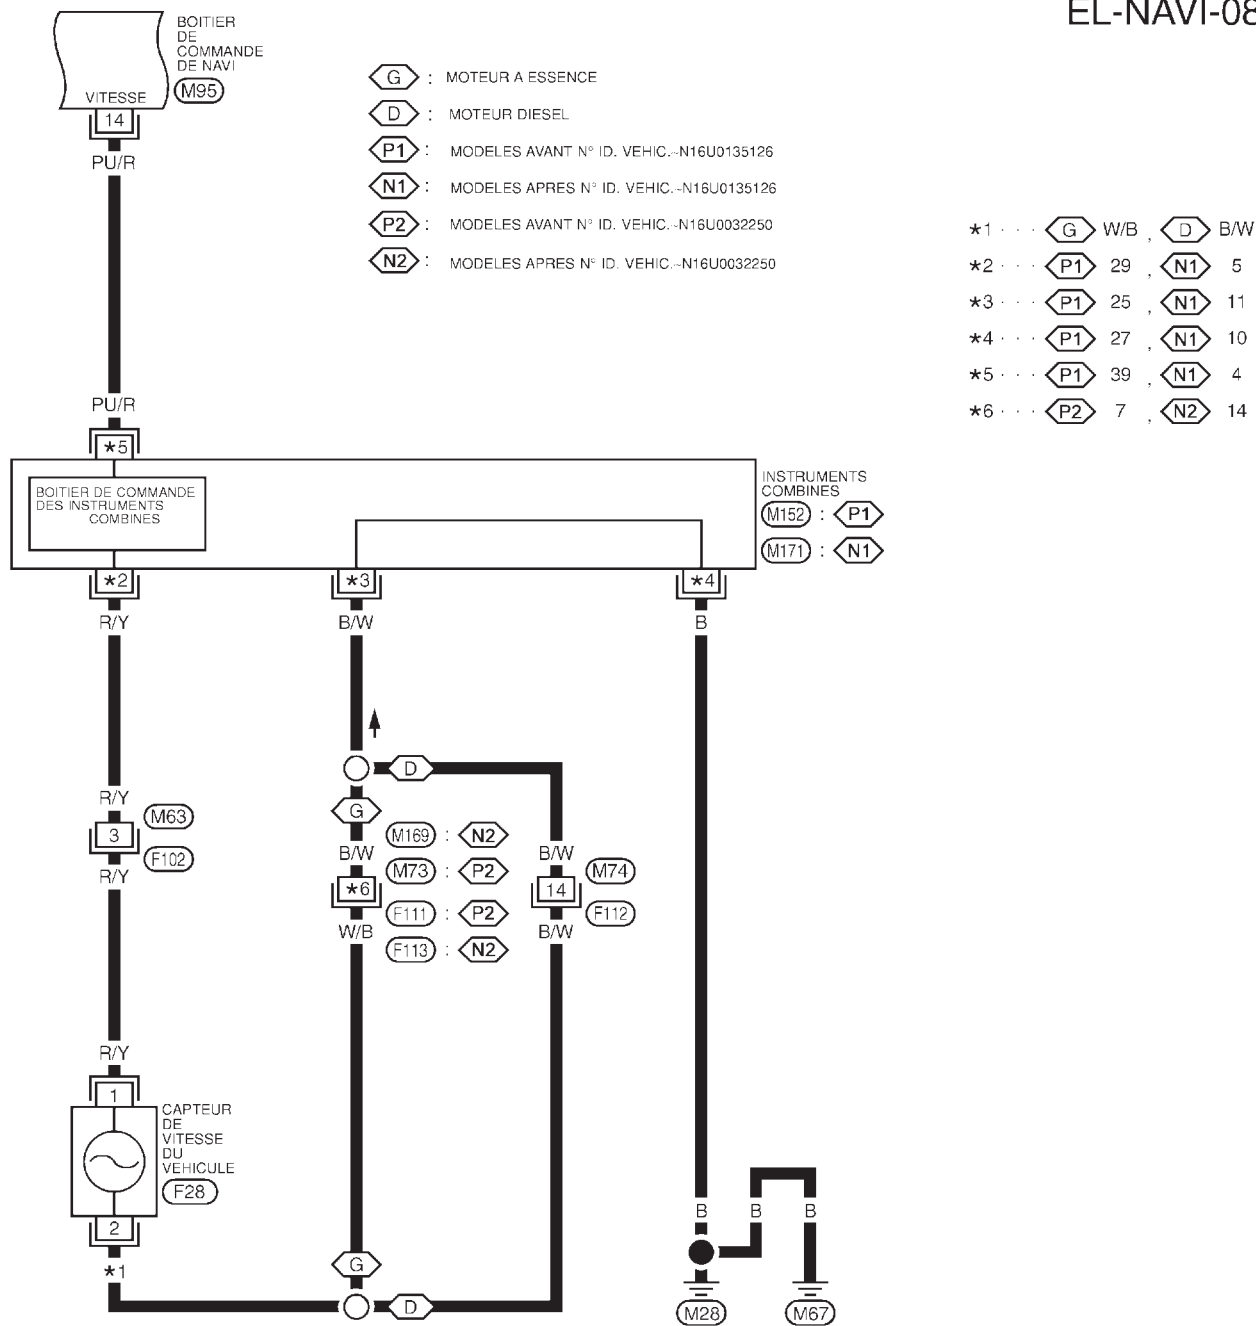 EL-NAVI-08
BOITIER
DE
COMMANDE
DE NAVI
M95
VITESSE
14
PU/R
G : MOTEUR A ESSENCE
D : MOTEUR DIESEL
P1 : MODELES AVANT N° ID. VEHIC.-N16U0135126
N1 : MODELES APRES N° ID. VEHIC.-N16U0135126
P2 : MODELES AVANT N° ID. VEHIC.-N16U0032250
N2 : MODELES APRES N° ID. VEHIC.-N16U0032250
*1 · · · G W/B , D B/W
*2 · · · P1 29 , N1 5
*3 · · · P1 25 , N1 11
*4 · · · P1 27 , N1 10
*5 · · · P1 39 , N1 4
*6 · · · P2 7 , N2 14
PU/R
*5
BOITIER DE COMMANDE
DES INSTRUMENTS
COMBINES
INSTRUMENTS
COMBINES
M152 : P1
M171 : N1
*2 *3 *4
R/Y B/W B
D
G
R/Y
M63
3
F102
R/Y
M169 : N2
B/W B/W
M73 : P2
M74
*6 14
F111 : P2
F112
W/B B/W
F113 : N2
R/Y
1
CAPTEUR
DE
VITESSE
DU
VEHICULE
F28
2
*1
B B B
G
D
M28 M67